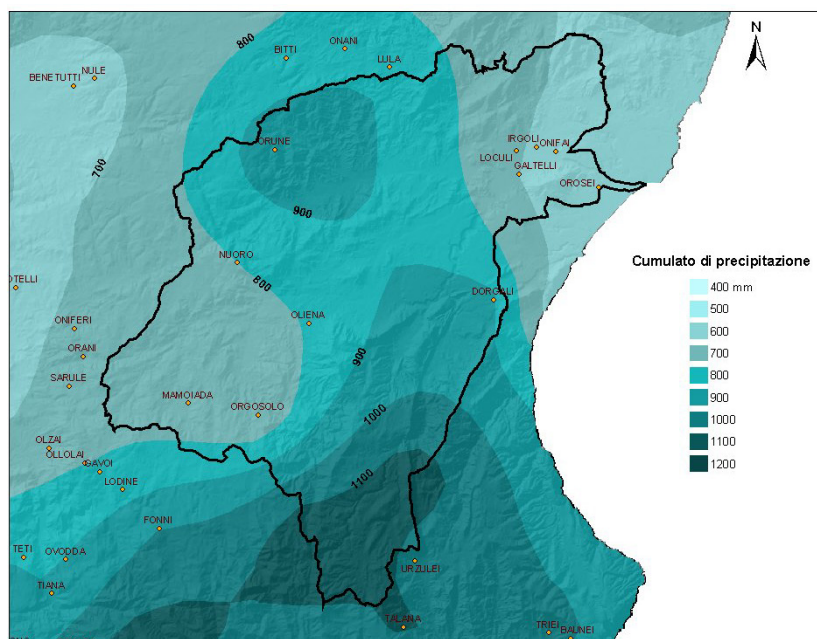 800
ONANI
BITTI
LULA
N
NULE
BENETUTTI
ORUNE
IRGOLI
ONIFAI
LOCULI
GALTELLI
700
OROSEI
900
NUORO
800
Cumulato di precipitazione
OTELLI
400 mm
DORGALI
500
ONIFERI
OLIENA
600
ORANI
900
700
SARULE
800
MAMOIADA
900
ORGOSOLO
1000
1000
OLZAI
1100
OLLOLAI
GAVOI
1200
LODINE
1100
FONNI
TETI
OVODDA
URZULEI
TIANA
TALANA
TRIEI
BAUNEI